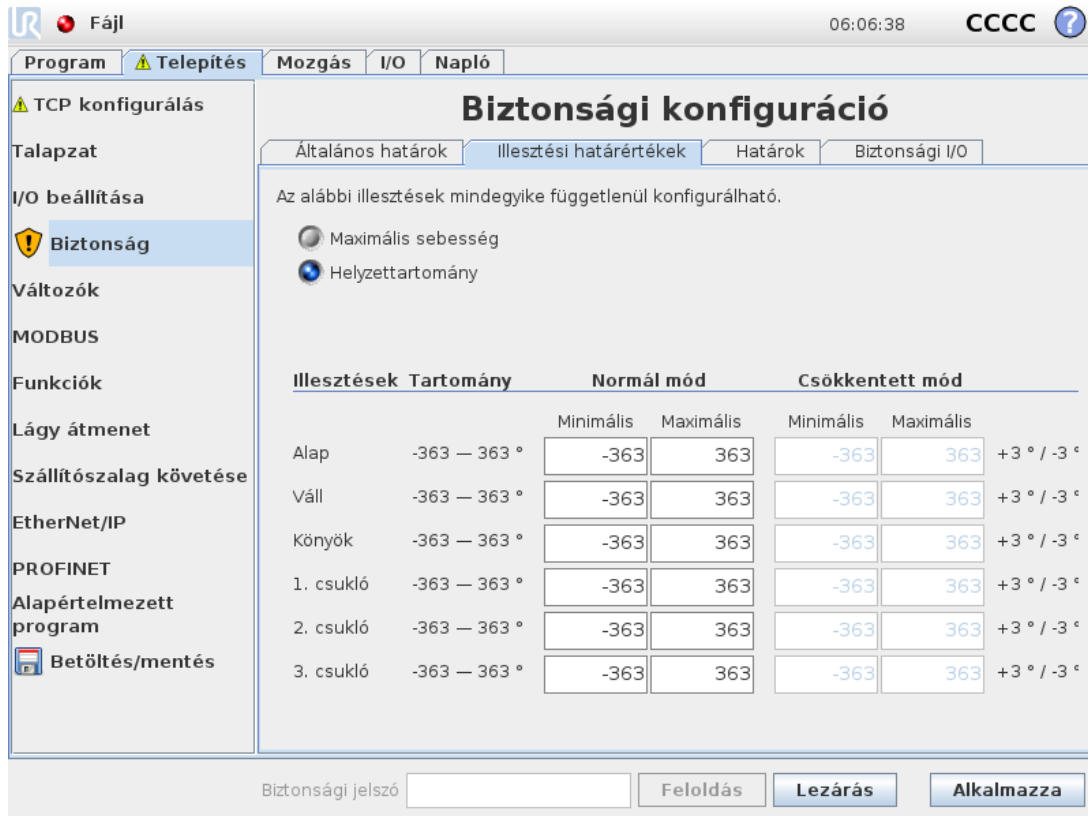 Fájl 06:06:38 CCCC ?
Program Telepítés Mozgás I/O Napló
TCP konfigurálás
Talapzat
I/O beállítása
Biztonság
Változók
MODBUS
Funkciók
Lágy átmenet
Szállítószalag követése
EtherNet/IP
PROFINET
Alapértelmezett
program
Betöltés/mentés
Biztonsági konfiguráció
Általános határok Illesztési határértékek Határok Biztonsági I/O
Az alábbi illesztések mindegyike függetlenül konfigurálható.
Maximális sebesség
Helyzettartomány
Illesztések Tartomány Normál mód Csökkentett mód
Minimális Maximális Minimális Maximális
Alap -363 — 363 ° -363 363 -363 363 +3 ° / -3 °
Váll -363 — 363 ° -363 363 -363 363 +3 ° / -3 °
Könyök -363 — 363 ° -363 363 -363 363 +3 ° / -3 °
1. csukló -363 — 363 ° -363 363 -363 363 +3 ° / -3 °
2. csukló -363 — 363 ° -363 363 -363 363 +3 ° / -3 °
3. csukló -363 — 363 ° -363 363 -363 363 +3 ° / -3 °
Biztonsági jelszó Feloldás Lezárás Alkalmazza